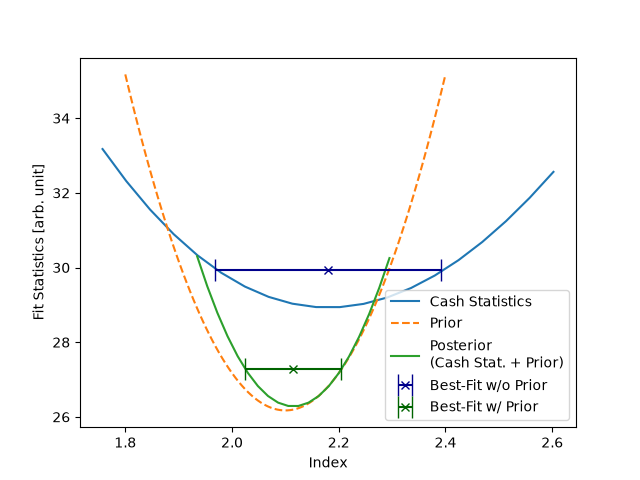 34
32
30
28
26
Fit Statistics [arb. unit]
1.8
2.0
2.2
2.4
2.6
Index
Cash Statistics
Prior
Posterior
(Cash Stat. + Prior)
Best-Fit w/o Prior
Best-Fit w/ Prior